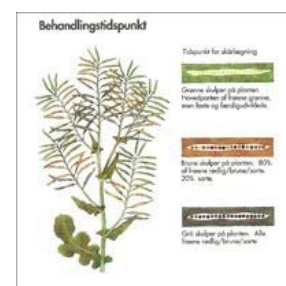 Behandlingstidspunkt
Tidspunkt for skårlægning
Grønne skulper på planten.
Hovedparten af frøene grønne,
men faste og færdigudviklede.
Brune skulper på planten. 80%
af frøene rødlig/brune/sorte.
20% sorte.
Grå skulper på planten. Alle
frøene rødlig/brune/sorte